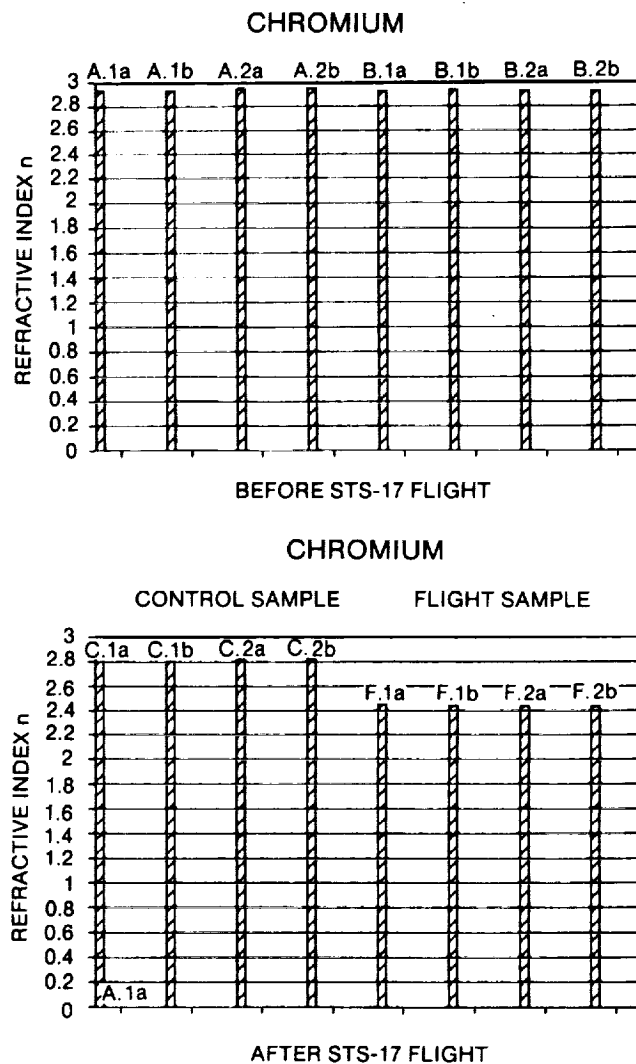 CHROMIUM
A.1a A.1b A.2a A.2b B.1a B.1b B.2a B.2b
3
2.8
2.6
2.4
2.2
2
1.8
1.6
1.4
1.2
1
0.8
0.6
0.4
0.2
0
REFRACTIVE INDEX n
BEFORE STS-17 FLIGHT
CHROMIUM
CONTROL SAMPLE FLIGHT SAMPLE
3
C.1a C.1b C.2a C.2b
2.8
2.6
F.1a F.1b F.2a F.2b
2.4
2.2
2
1.8
1.6
1.4
1.2
1
0.8
0.6
0.4
0.2
A.1a
0
REFRACTIVE INDEX n
AFTER STS-17 FLIGHT